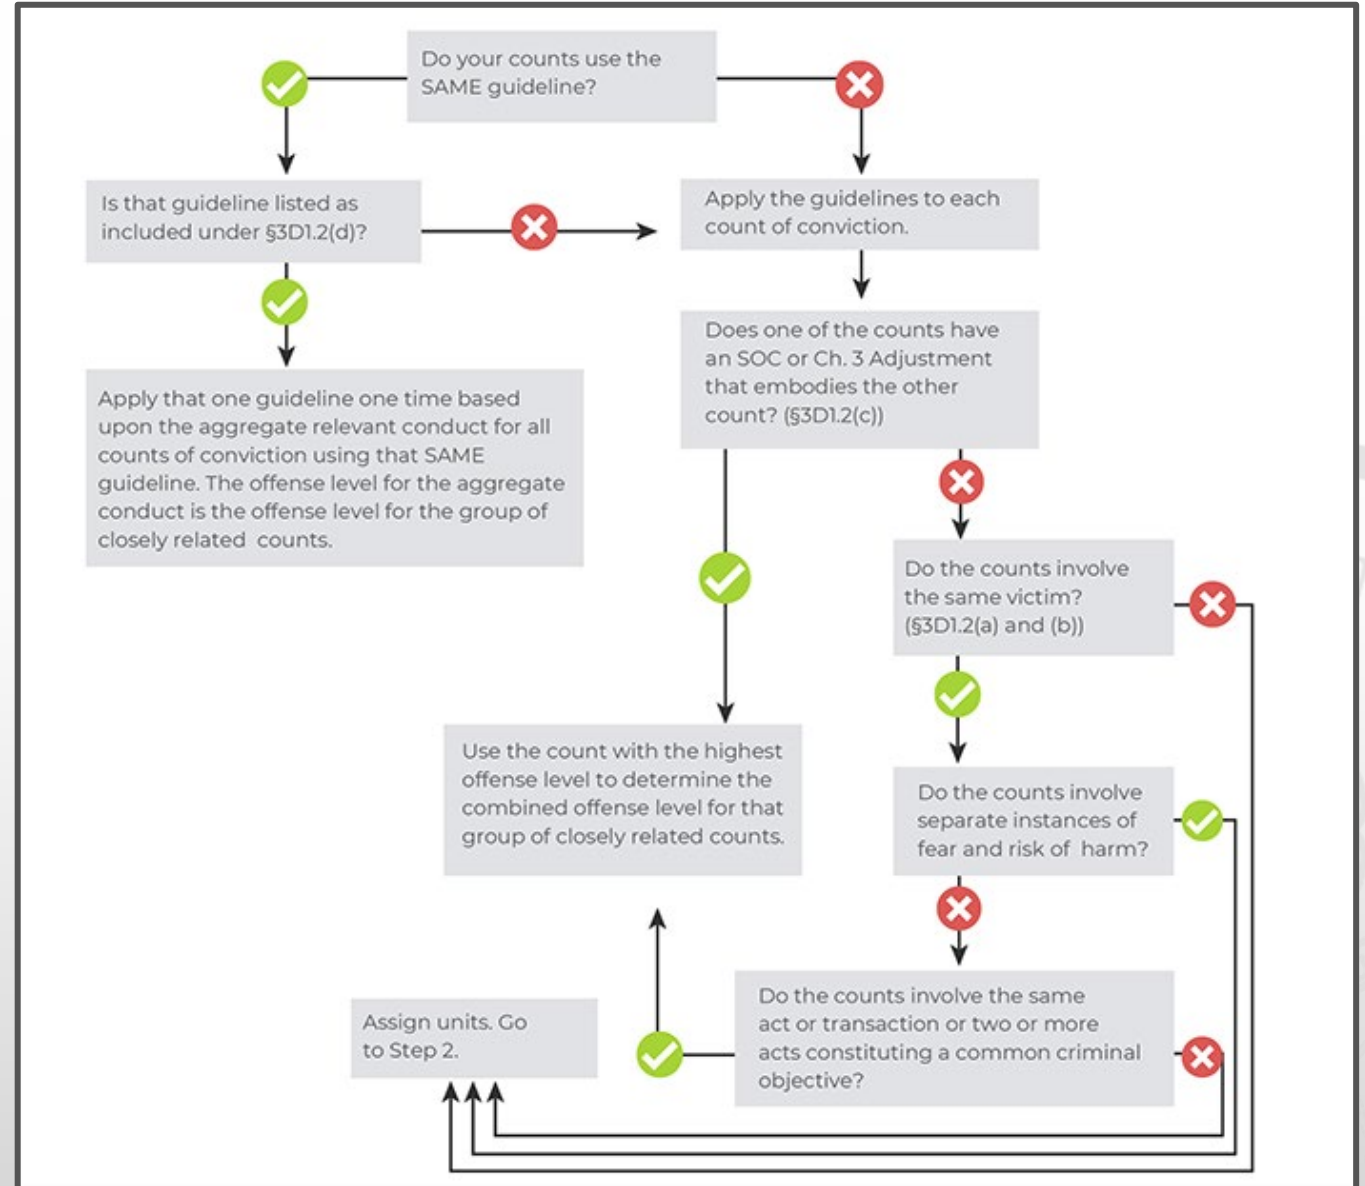 Do your counts use the
SAME guideline?
Is that guideline listed as
included under §3D1.2(d)?
Apply the guidelines to each
count of conviction.
Does one of the counts have
an SOC or Ch. 3 Adjustment
that embodies the other
count? (§3D1.2(c))
Apply that one guideline one time based
upon the aggregate relevant conduct for all
counts of conviction using that SAME
guideline. The offense level for the aggregate
conduct is the offense level for the group of
closely related counts.
Do the counts involve
the same victim?
(§3D1.2(a) and (b))
Use the count with the highest
offense level to determine the
combined offense level for that
group of closely related counts.
Do the counts involve
separate instances of
fear and risk of harm?
Do the counts involve the same
act or transaction or two or more
acts constituting a common criminal
objective?
Assign units. Go
to Step 2.